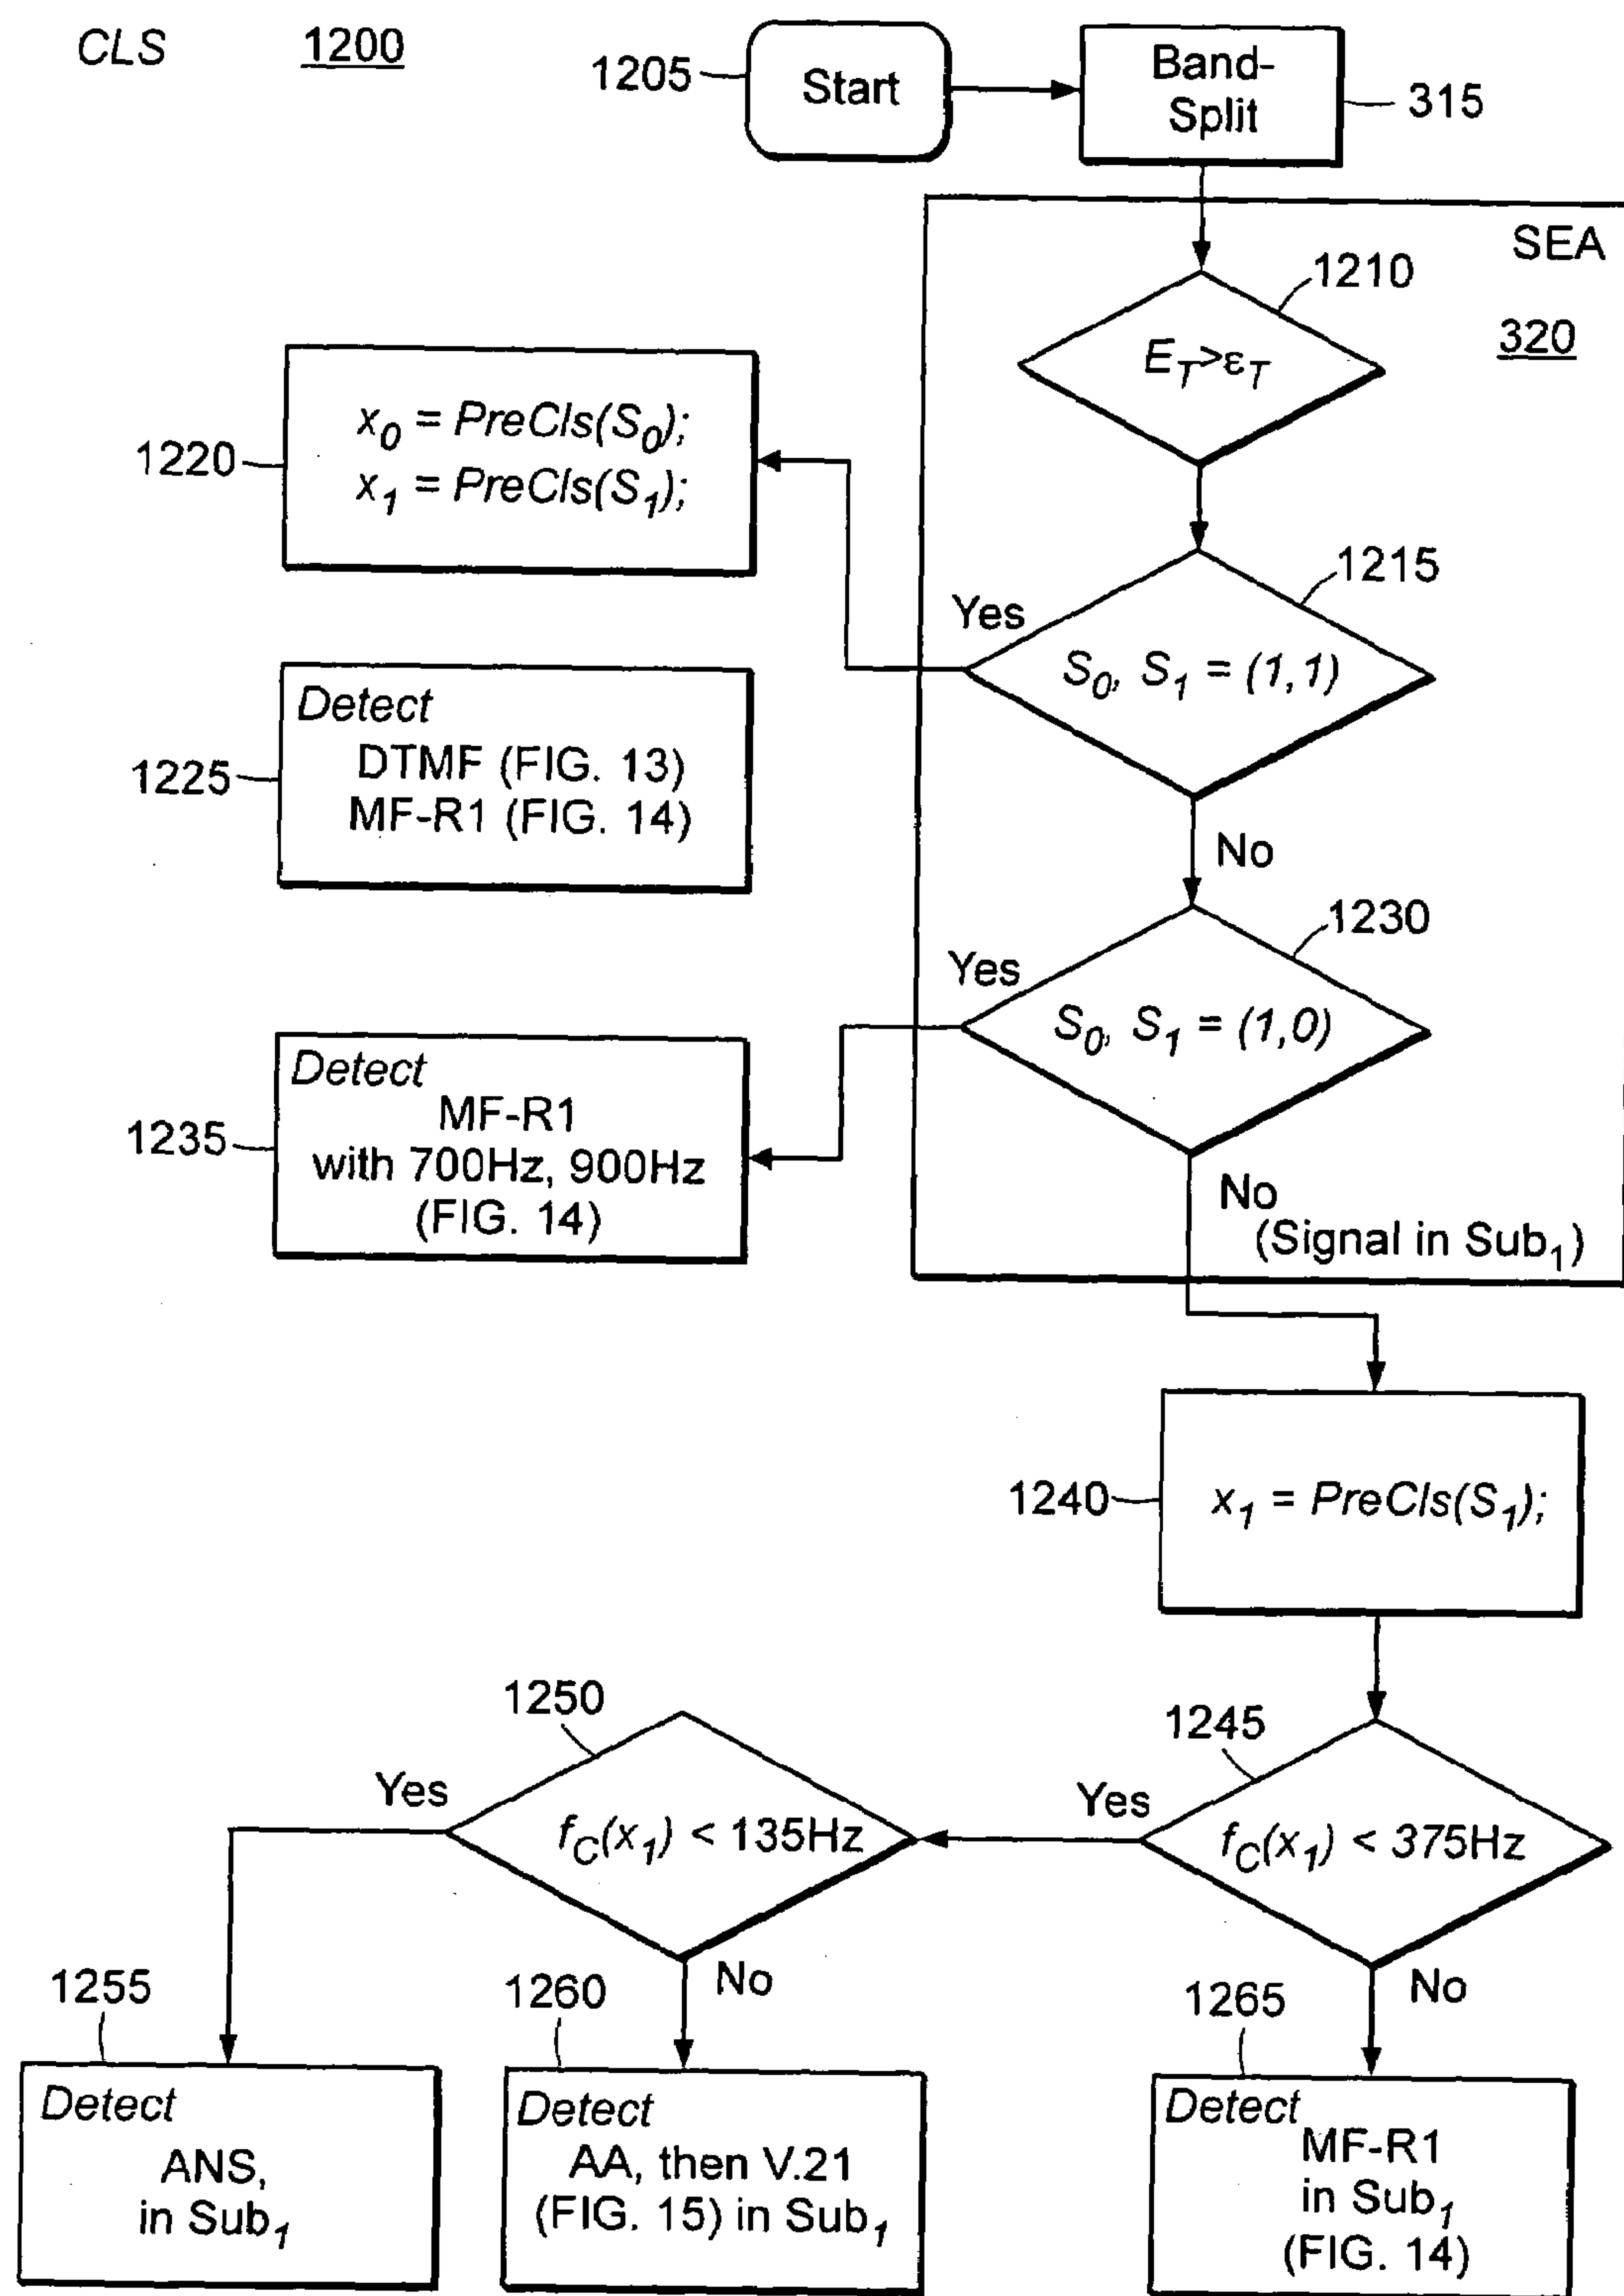 CLS 1200
1205
Start
Band-
Split
315
SEA
320
1210
E_T>ε_T
1220
x_0 = PreCls(S_0);
x_1 = PreCls(S_1);
1215
Yes
S_0, S_1 = (1,1)
No
1225
Detect
DTMF (FIG. 13)
MF-R1 (FIG. 14)
1230
Yes
S_0, S_1 = (1,0)
No
(Signal in Sub_1)
1235
Detect
MF-R1
with 700Hz, 900Hz
(FIG. 14)
1240
x_1 = PreCls(S_1);
1245
f_C(x_1) < 375Hz
Yes
No
1250
f_C(x_1) < 135Hz
Yes
No
1255
Detect
ANS,
in Sub_1
1260
Detect
AA, then V.21
(FIG. 15) in Sub_1
1265
Detect
MF-R1
in Sub_1
(FIG. 14)